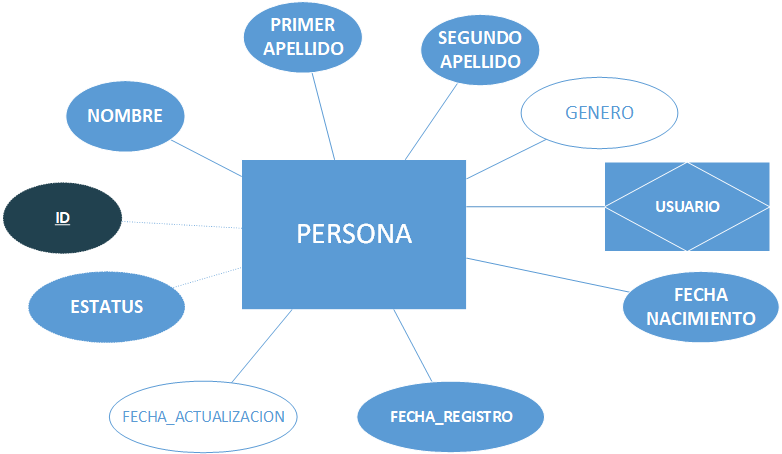 PRIMER
APELLIDO
SEGUNDO
APELLIDO
NOMBRE
GENERO
ID
PERSONA
USUARIO
ESTATUS
FECHA
NACIMIENTO
FECHA_ACTUALIZACION
FECHA_REGISTRO